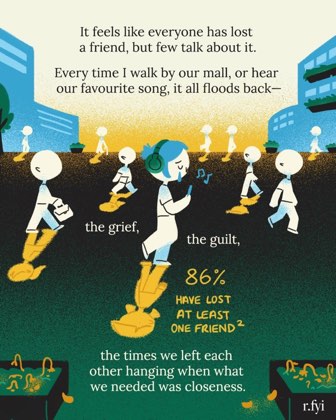 It feels like everyone has lost
a friend, but few talk about it.
Every time I walk by our mall, or hear
our favourite song, it all floods back—
the grief,
the guilt,
86%
HAVE LOST
AT LEAST
ONE FRIEND²
the times we left each
other hanging when what
we needed was closeness.
r.fyi